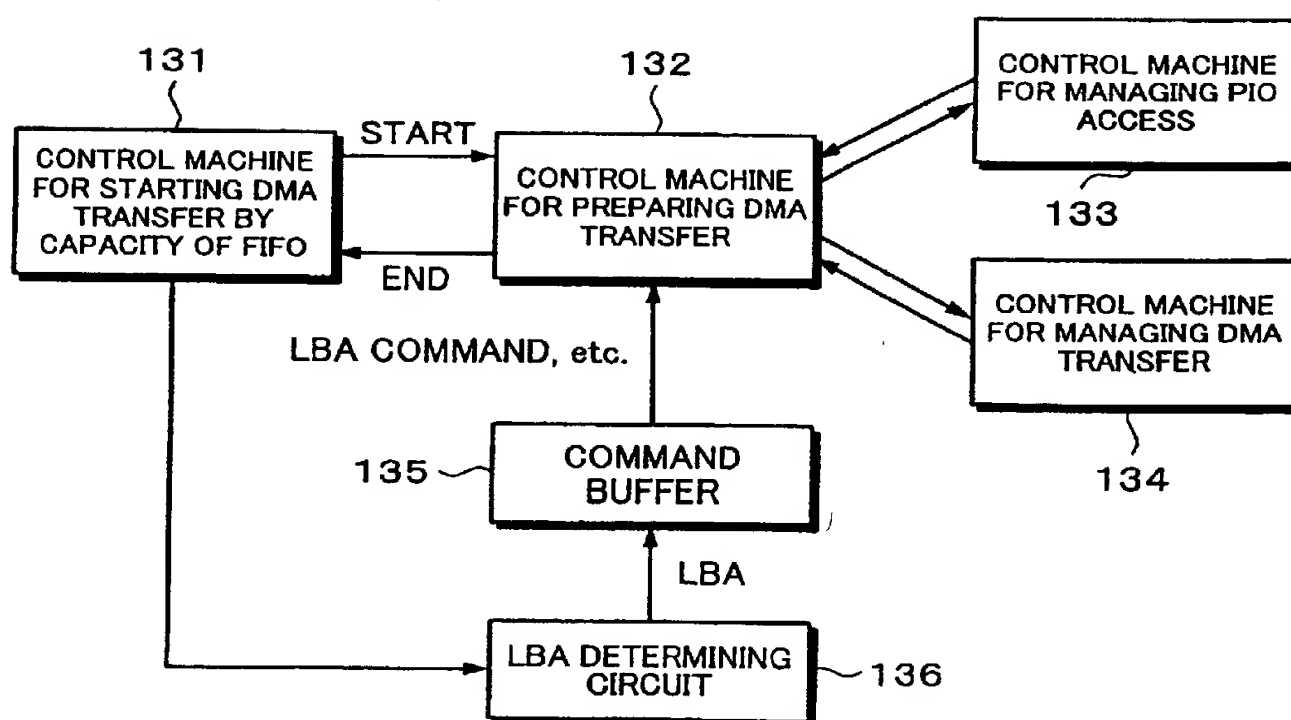 131
CONTROL MACHINE
FOR STARTING DMA
TRANSFER BY
CAPACITY OF FIFO
START
END
132
CONTROL MACHINE
FOR PREPARING DMA
TRANSFER
CONTROL MACHINE
FOR MANAGING PIO
ACCESS
133
CONTROL MACHINE
FOR MANAGING DMA
TRANSFER
134
LBA COMMAND, etc.
135
COMMAND
BUFFER
LBA
LBA DETERMINING
CIRCUIT
136